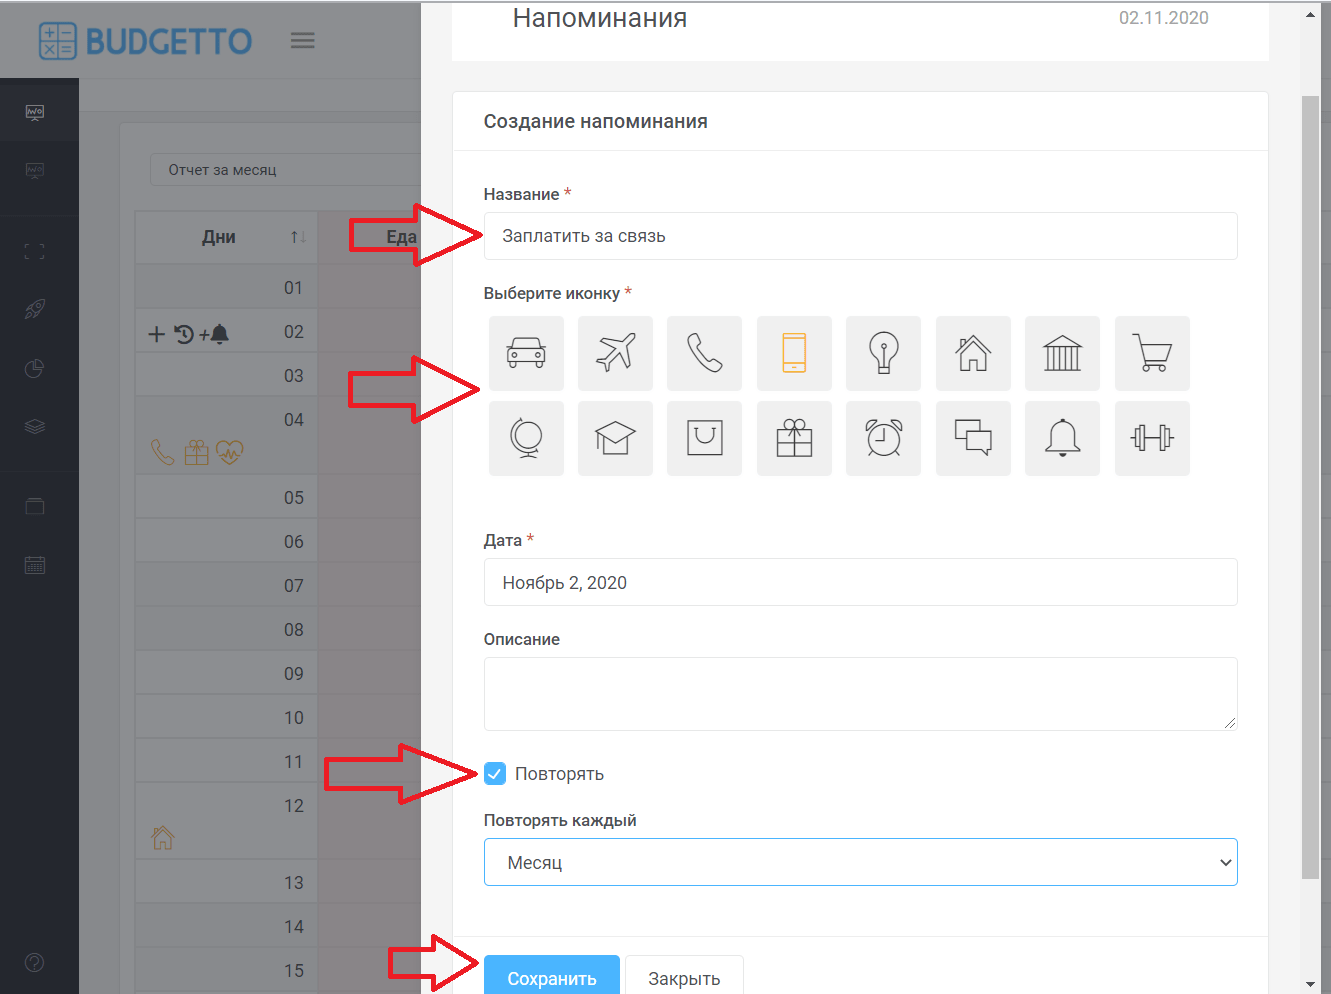 BUDGETTO
Напоминания
02.11.2020
Создание напоминания
Отчет за месяц
Название *
Дни
Еда
Заплатить за связь
Выберите иконку *
01
02
03
04
05
06
07
08
09
10
11
12
13
14
15
Дата *
Ноябрь 2, 2020
Описание
Повторять
Повторять каждый
Месяц
Сохранить
Закрыть